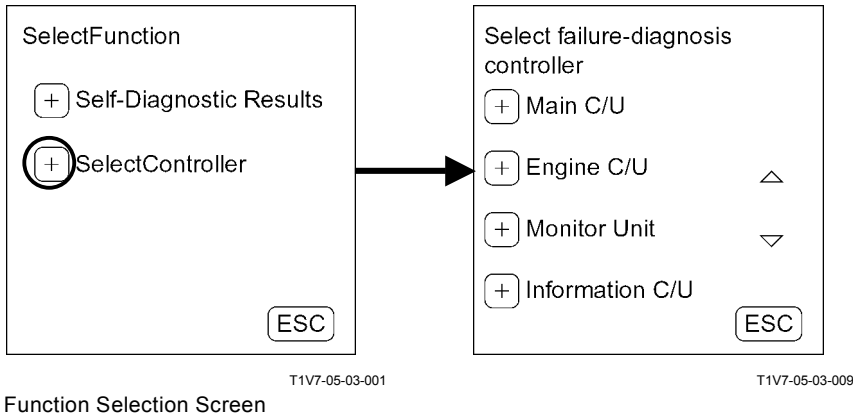 SelectFunction
+ Self-Diagnostic Results
+ SelectController
ESC
T1V7-05-03-001
Select failure-diagnosis
controller
+ Main C/U
+ Engine C/U
+ Monitor Unit
+ Information C/U
ESC
T1V7-05-03-009
Function Selection Screen